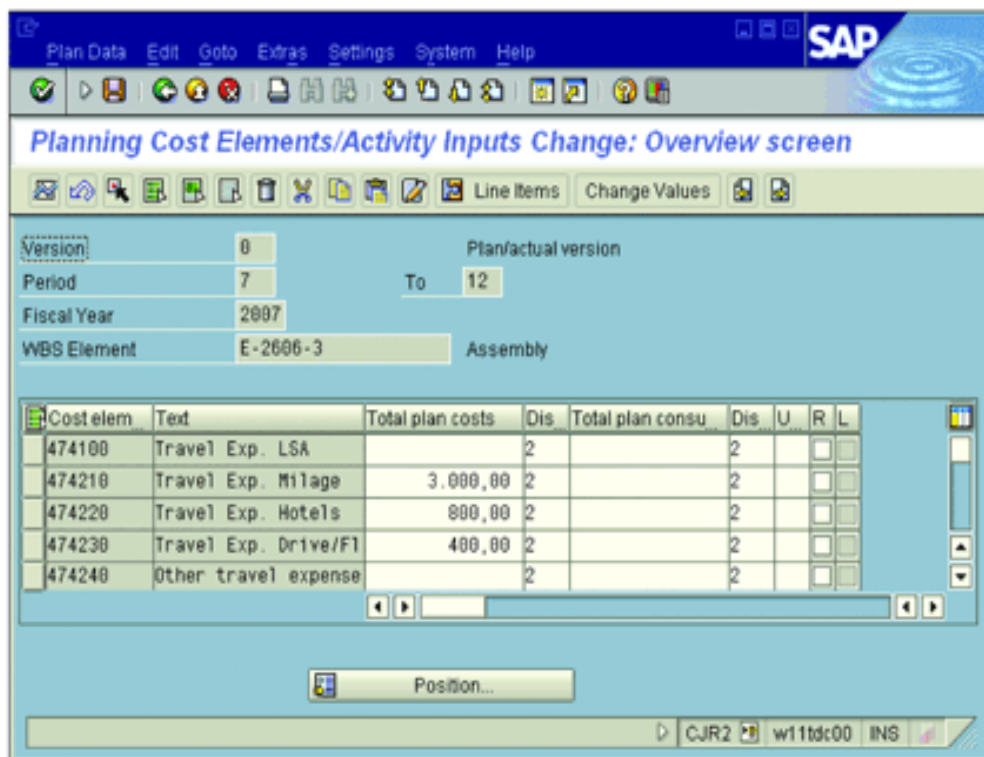 Plan Data Edit Goto Extras Settings System Help
SAP
Planning Cost Elements/Activity Inputs Change: Overview screen
Line Items Change Values
Version 0 Plan/actual version
Period 7 To 12
Fiscal Year 2007
WBS Element E-2606-3 Assembly
Cost elem... Text Total plan costs Dis... Total plan consu... Dis... U... R L
474100 Travel Exp. LSA 2 2
474210 Travel Exp. Milage 3.000,00 2 2
474220 Travel Exp. Hotels 800,00 2 2
474230 Travel Exp. Drive/Fl 400,00 2 2
474240 Other travel expense 2 2
Position...
CJR2 w11tdc00 INS